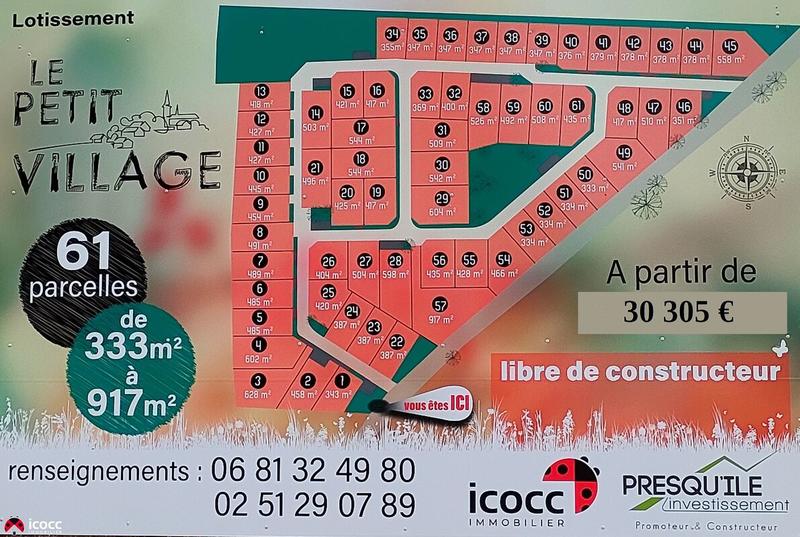 Lotissement
LE
PETIT
VILLAGE
61
parcelles
de
333m²
à
917m²
34 35 36 37 38 39 40 41 42 43 44 45
355m² 347 m² 347 m² 347 m² 347 m² 347 m² 376 m² 379 m² 378 m² 378 m² 378 m² 558 m²
13
418 m²
12
427 m²
11
427 m²
10
445 m²
9
454 m²
8
491 m²
7
489 m²
6
485 m²
5
485 m²
4
602 m²
3
628 m²
2
458 m²
1
343 m²
14
503 m²
15 16
421 m² 417 m²
17
544 m²
18
544 m²
21
496 m²
20 19
425 m² 417 m²
33 32
369 m² 400 m²
31
509 m²
30
542 m²
29
604 m²
58 59 60 61
526 m² 492 m² 508 m² 435 m²
48 47 46
417 m² 510 m² 351 m²
49
541 m²
50
333 m²
51
334 m²
52
334 m²
53
334 m²
54
466 m²
55
428 m²
56
435 m²
57
917 m²
26 27 28
404 m² 504 m² 598 m²
25
420 m²
24
387 m²
23
387 m²
22
387 m²
N
W E
S
A partir de
30 305 €
libre de constructeur
vous êtes ICI
renseignements : 06 81 32 49 80
02 51 29 07 89
icocc
IMMOBILIER
PRESQU'ILE
investissement
Promoteur & Constructeur
icocc